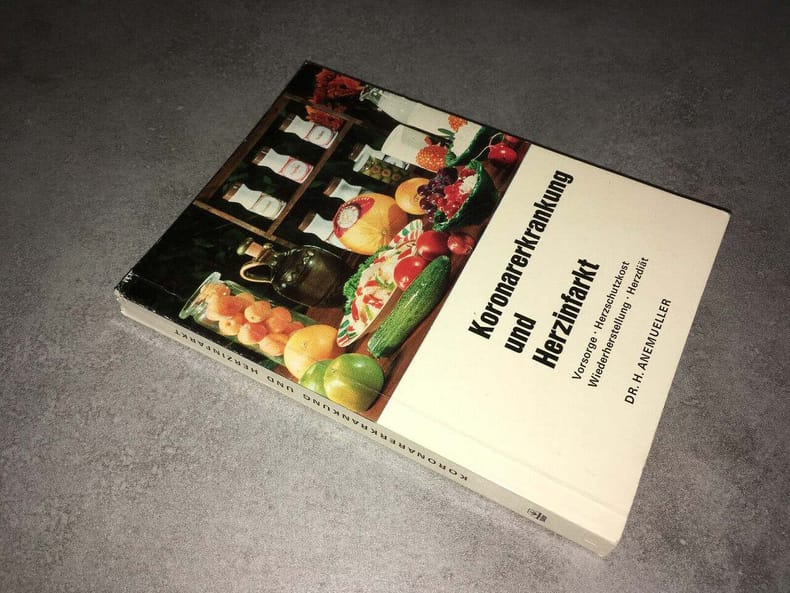 Koronarerkrankung
und
Herzinfarkt
Vorsorge · Herzschutzkost
Wiederherstellung · Herzdiät
DR. H. ANEMUELLER
KORONARERKRANKUNG UND HERZINFARKT